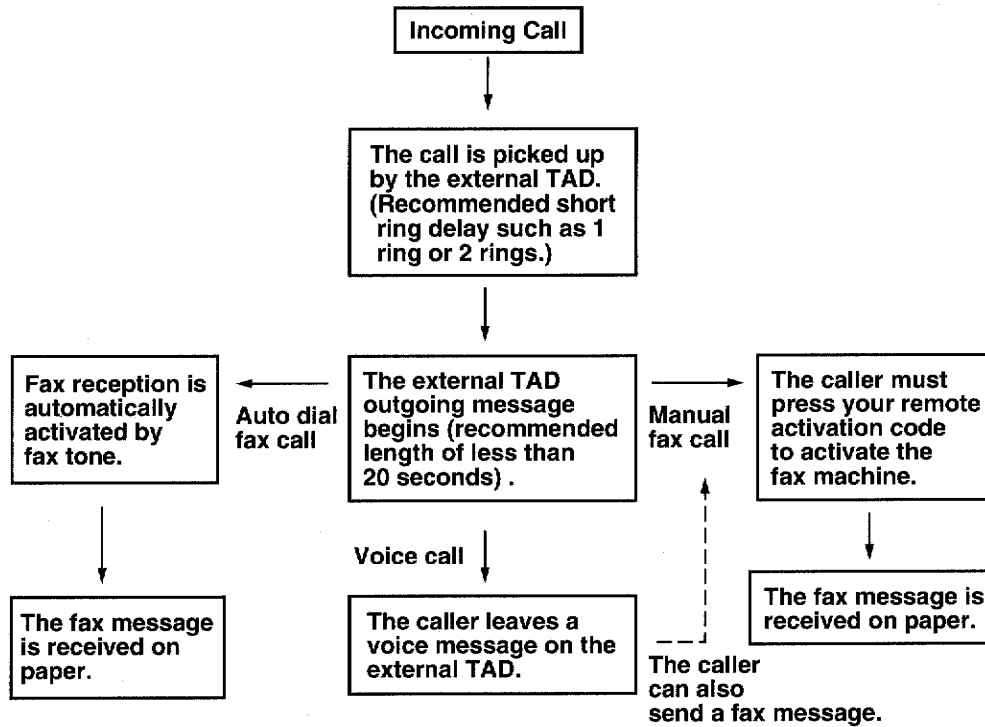 Incoming Call
The call is picked up
by the external TAD.
(Recommended short
ring delay such as 1
ring or 2 rings.)
Fax reception is
automatically
activated by
fax tone.
Auto dial
fax call
The external TAD
outgoing message
begins (recommended
length of less than
20 seconds) .
Manual
fax call
The caller must
press your remote
activation code
to activate the
fax machine.
Voice call
The fax message
is received on
paper.
The caller leaves a
voice message on the
external TAD.
The caller
can also
send a fax message.
The fax message is
received on paper.